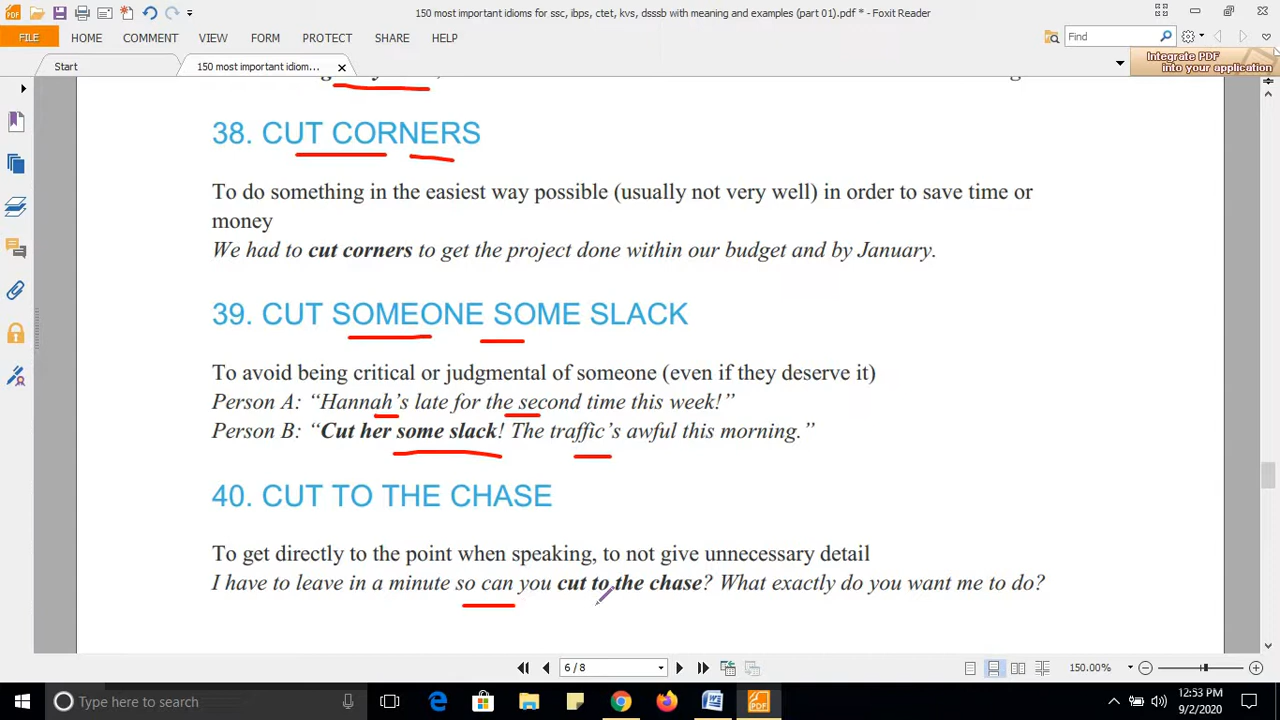 150 most important idioms for ssc, ibps, ctet, kvs, dsssb with meaning and exmples (part 01).pdf * - Foxit Reader
FILE HOME COMMENT VIEW FORM PROTECT SHARE HELP
Find
Integrate PDF
into your application
Start
150 most important idiom...
38. CUT CORNERS
To do something in the easiest way possible (usually not very well) in order to save time or
money
We had to cut corners to get the project done within our budget and by January.
39. CUT SOMEONE SOME SLACK
To avoid being critical or judgmental of someone (even if they deserve it)
Person A: “Hannah’s late for the second time this week!”
Person B: “Cut her some slack! The traffic’s awful this morning.”
40. CUT TO THE CHASE
To get directly to the point when speaking, to not give unnecessary detail
I have to leave in a minute so can you cut to the chase? What exactly do you want me to do?
6 / 8
150.00%
Type here to search
12:53 PM
9/2/2020